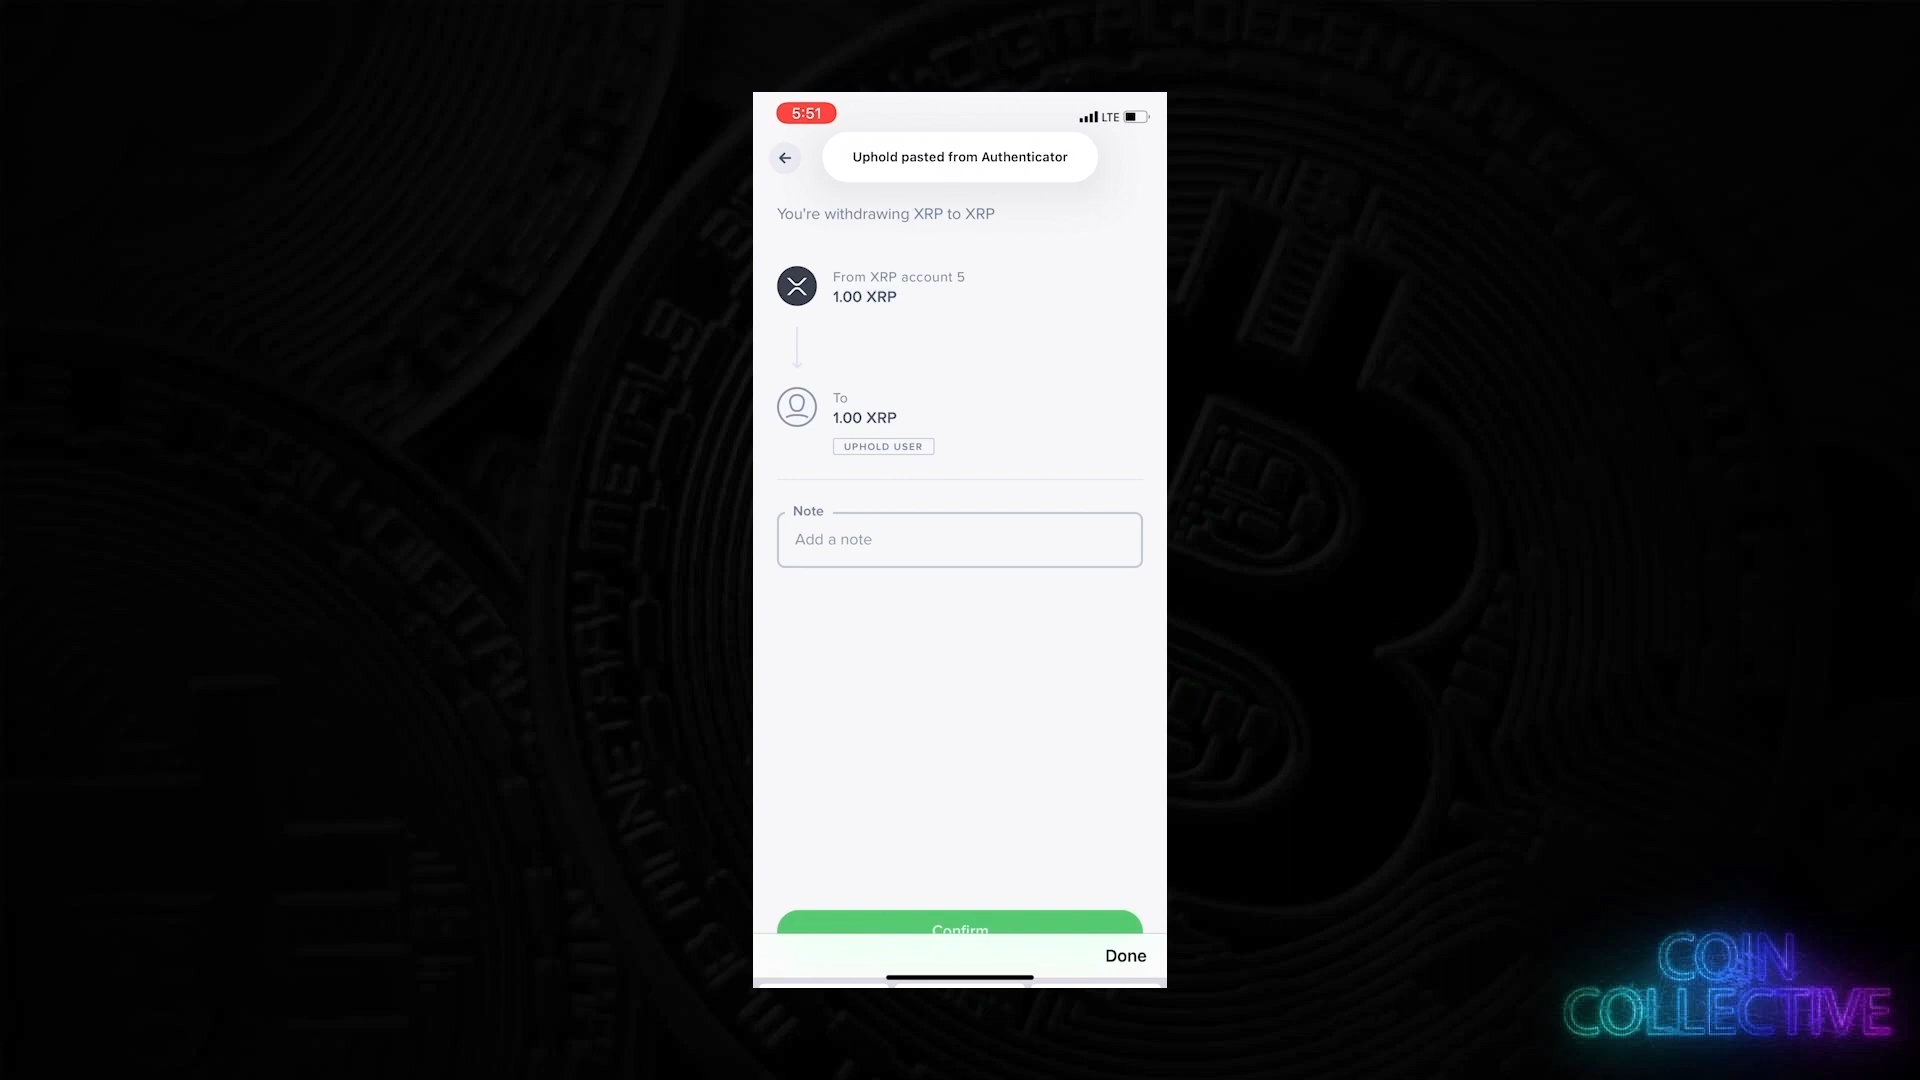 5:51
LTE
Uphold pasted from Authenticator
You're withdrawing XRP to XRP
From XRP account 5
1.00 XRP
To
1.00 XRP
UPHOLD USER
Note
Add a note
Confirm
Done
COIN
COLLECTIVE